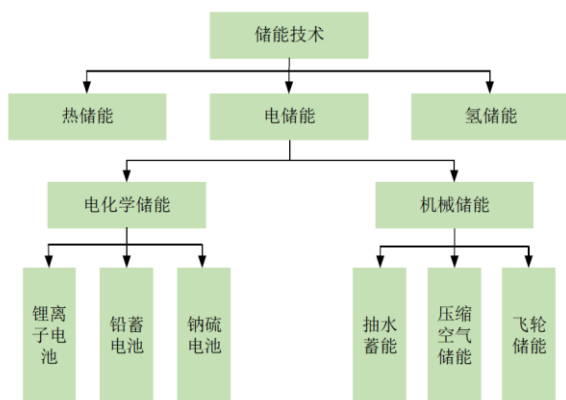 储能技术
热储能
电储能
氢储能
电化学储能
机械储能
锂离
子电
池
铅蓄
电池
钠硫
电池
抽水
蓄能
压缩
空气
储能
飞轮
储能